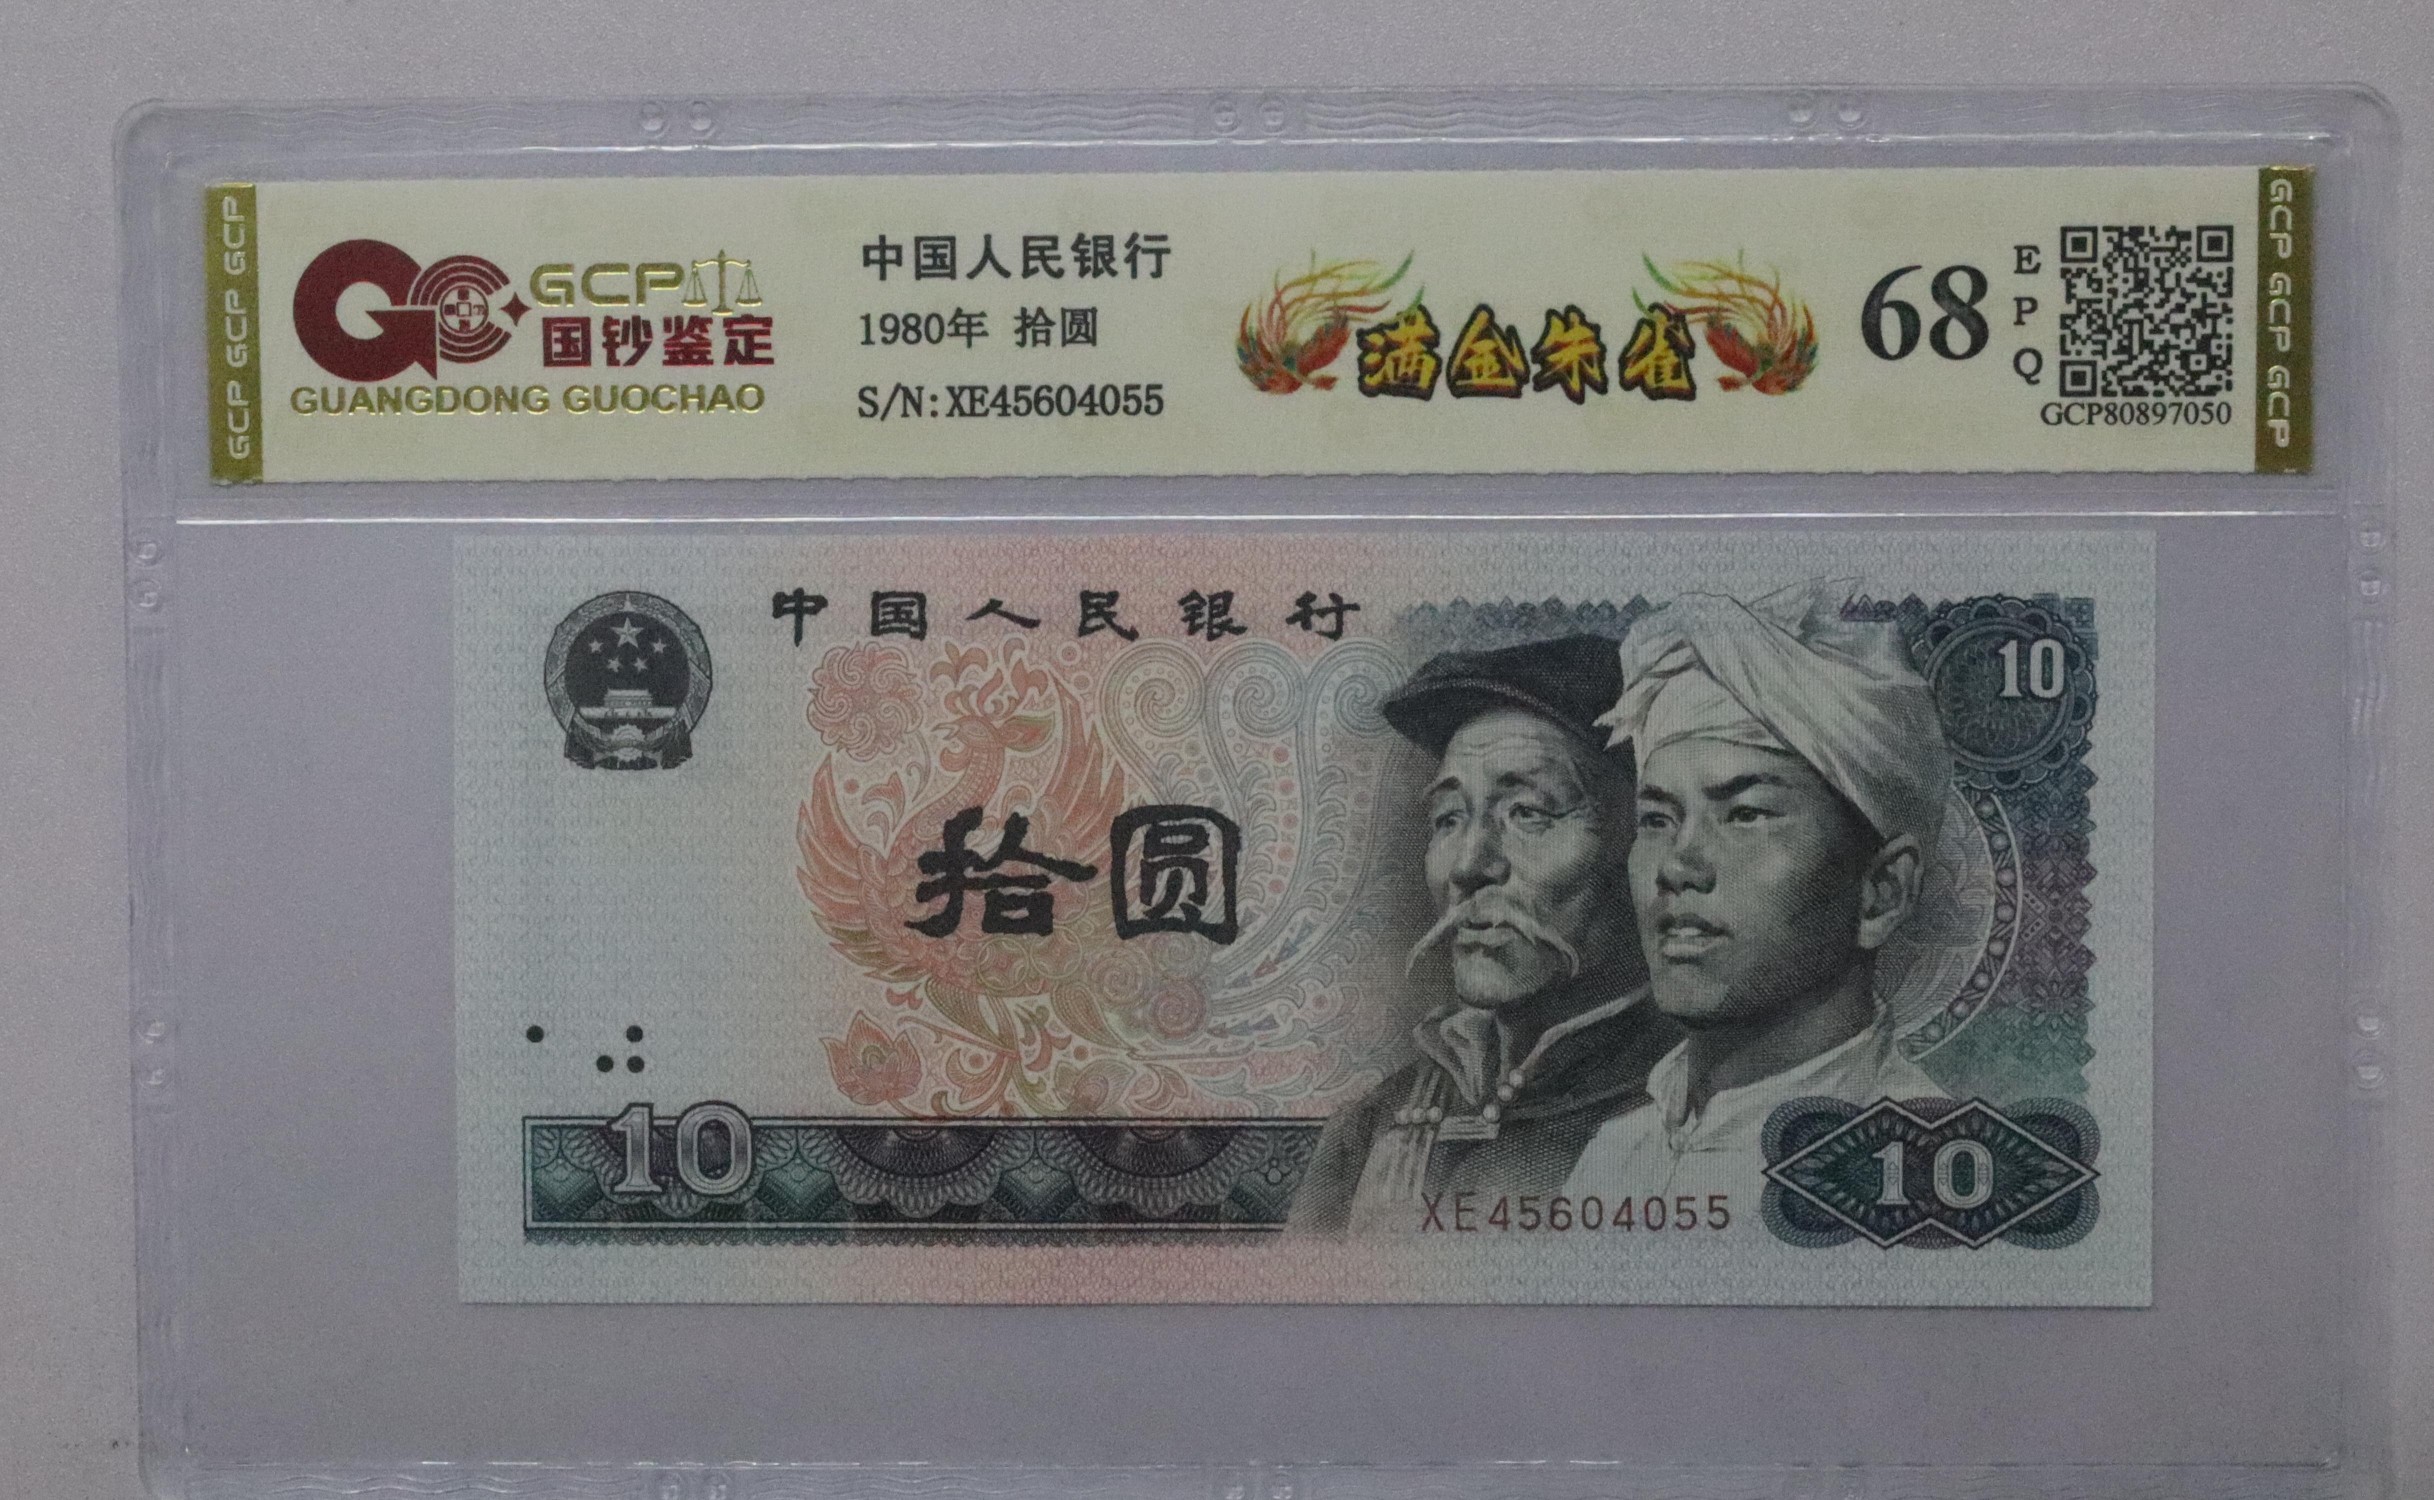 GCP GCP GCP
GCP
国钞鉴定
GUANGDONG GUOCHAO
中国人民银行
1980年 拾圆
S/N:XE45604055
满金朱雀
68
EPQ
GCP80897050
GCP GCP GCP
中国人民银行
10
拾圆
10
XE45604055
10